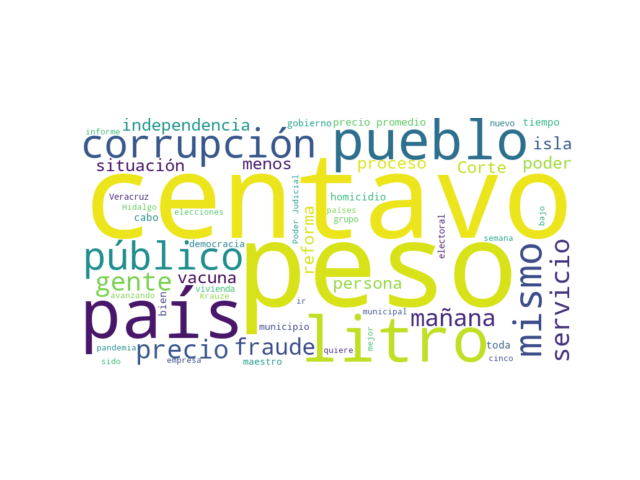 independencia
gobierno
precio promedio
nuevo
tiempo
informe
corrupción
pueblo
isla
situación
menos
proceso
Corte
poder
centavo
Veracruz
homicidio
Hidalgo
elecciones
países
cabo
grupo
Poder Judicial
reforma
electoral
bajo
semana
democracia
público
peso
gente
vacuna
persona
mismo
servicio
vivienda
avanzando
Krauze
bien
ir
país
municipal
mañana
municipio
litro
pandemia
precio
fraude
quiere
mejor
toda
sido
empresa
maestro
cinco